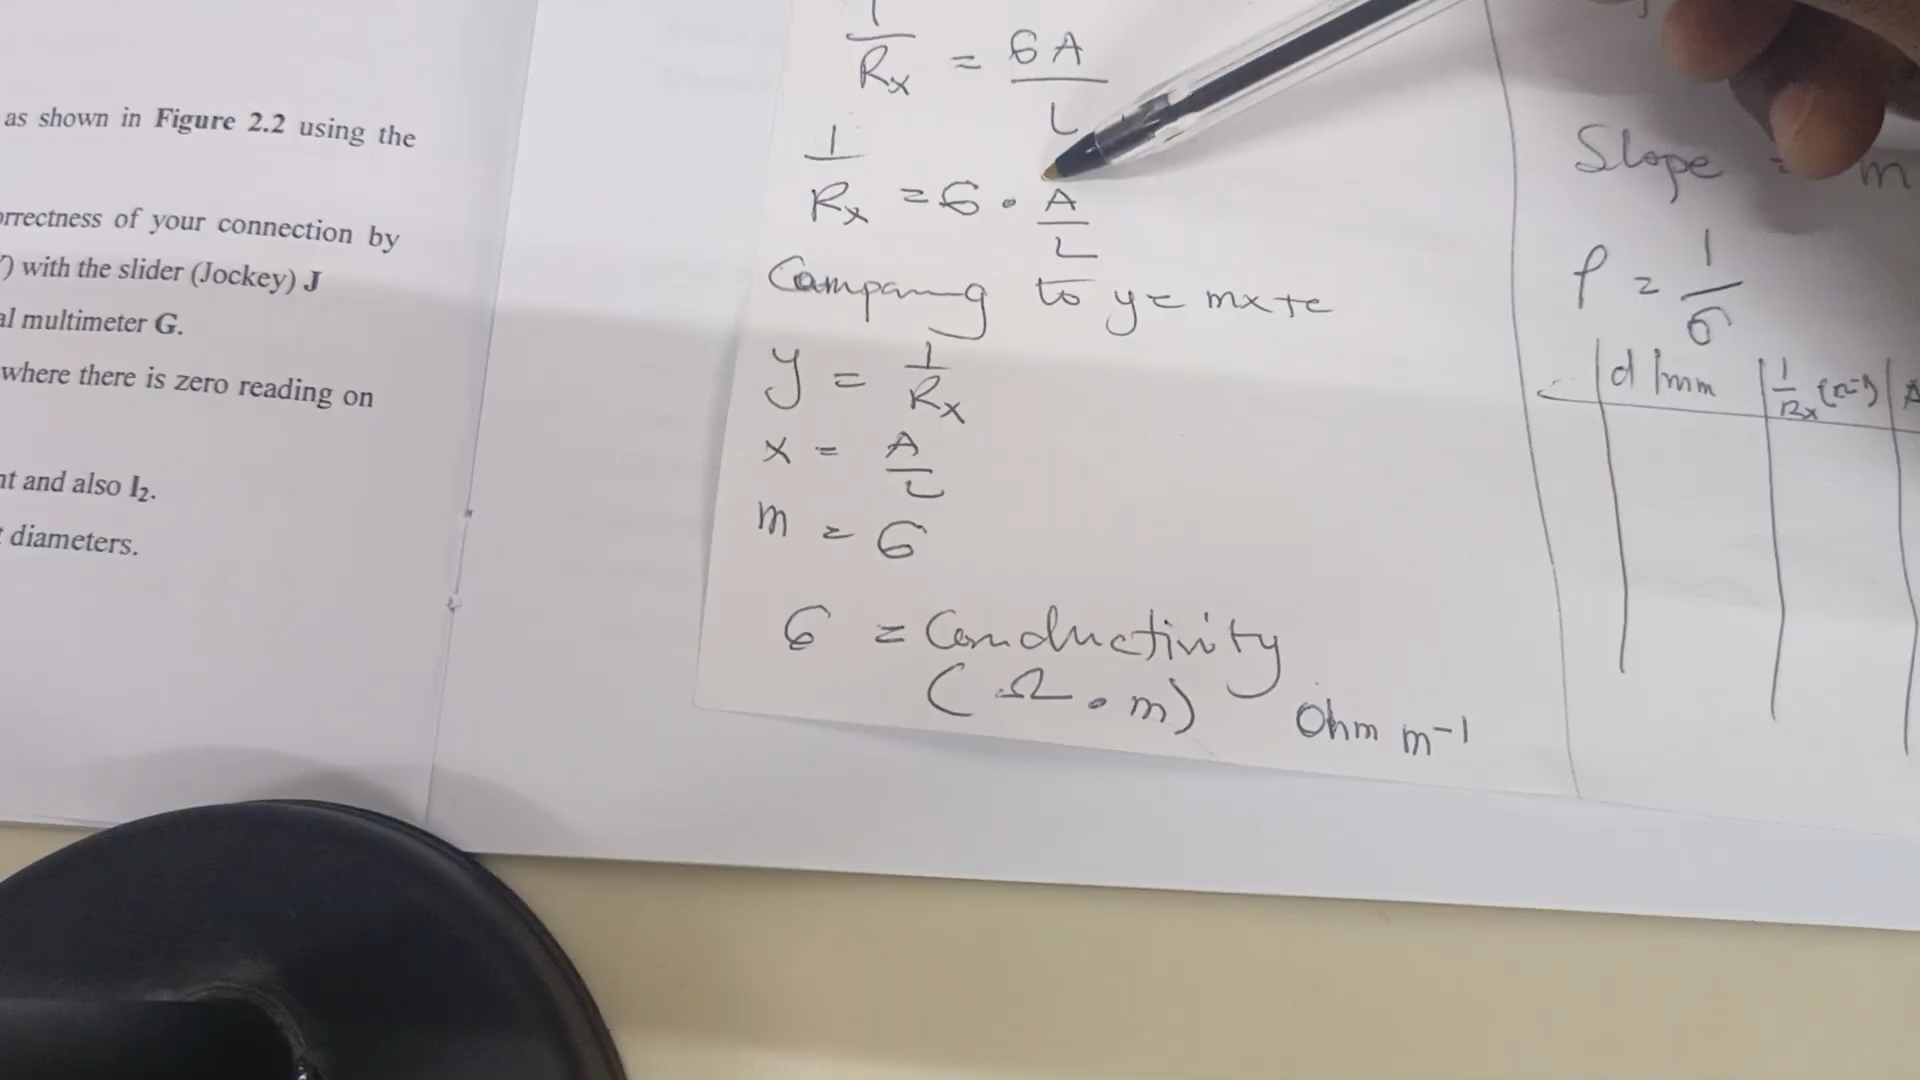 as shown in Figure 2.2 using the
correctness of your connection by
) with the slider (Jockey) J
al multimeter G.
where there is zero reading on
nt and also l₂.
diameters.
1/Rx = σA/L
1/Rx = σ · A/L
Comparing to y = mx+c
y = 1/Rx
x = A/L
m = σ
σ = Conductivity
(Ω · m) Ohm m⁻¹
Slope = m
ρ = 1/σ
d/mm 1/Rx (Ω⁻¹) A